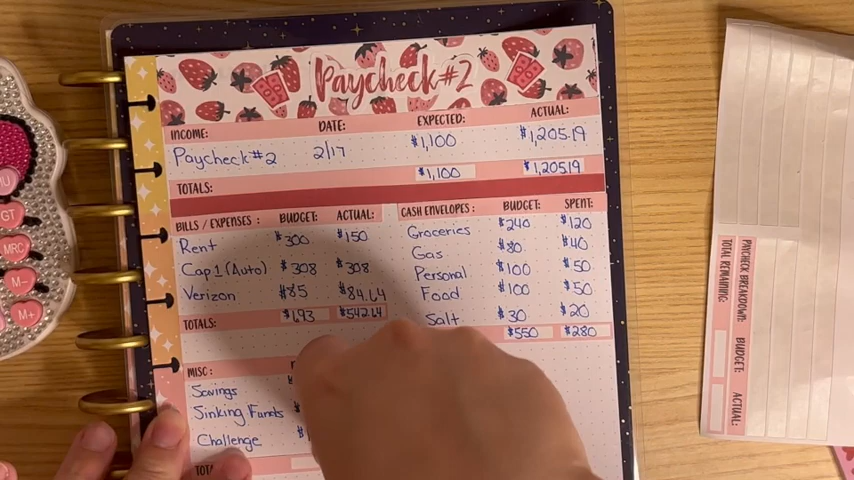 Paycheck #2
INCOME: DATE: EXPECTED: ACTUAL:
Paycheck #2 2/17 $1,100 $1,205.19
TOTALS: $1,100 $1,205.19
BILLS / EXPENSES: BUDGET: ACTUAL:
Rent $300 $150
Cap 1 (Auto) $308 $308
Verizon $85 $84.64
TOTALS: $693 $542.64
CASH ENVELOPES: BUDGET: SPENT:
Groceries $240 $120
Gas $80 $40
Personal $100 $50
Food $100 $50
Salt $30 $20
$550 $280
MISC:
Savings
Sinking Funds
Challenge
PAYCHECK BREAKDOWN: BUDGET: ACTUAL:
TOTAL REMAINING:
GT
MRC
M-
M+